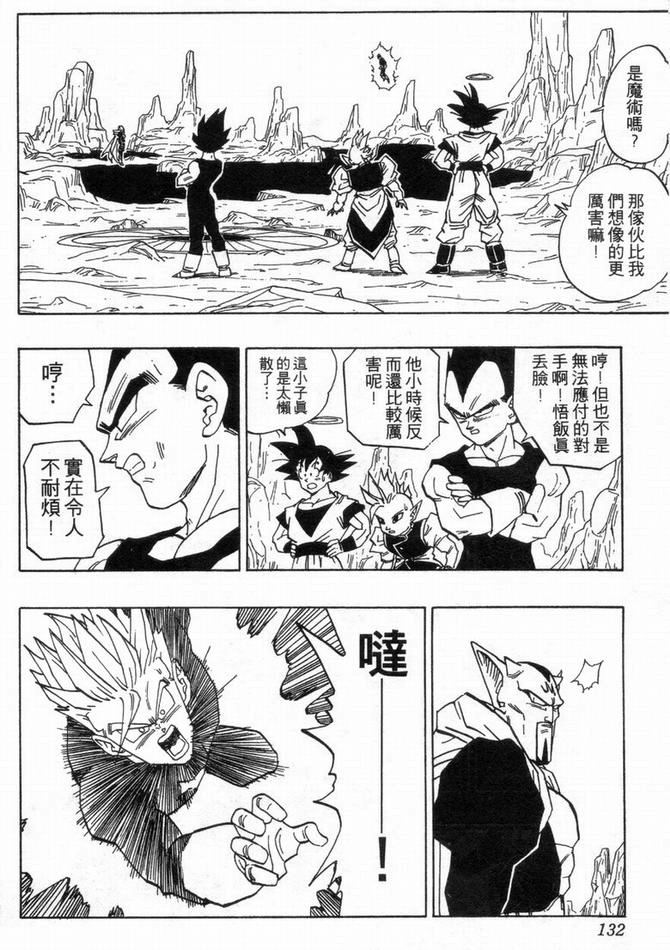 是魔術嗎？
那傢伙比我
們想像的更
厲害嘛！
哼！但也不是
無法應付的對
手啊！悟飯眞
丟臉！
他小時候反
而還比較厲
害呢！
這小子眞
的是太懶
散了…
哼…
實在令人
不耐煩！
噠——！
132